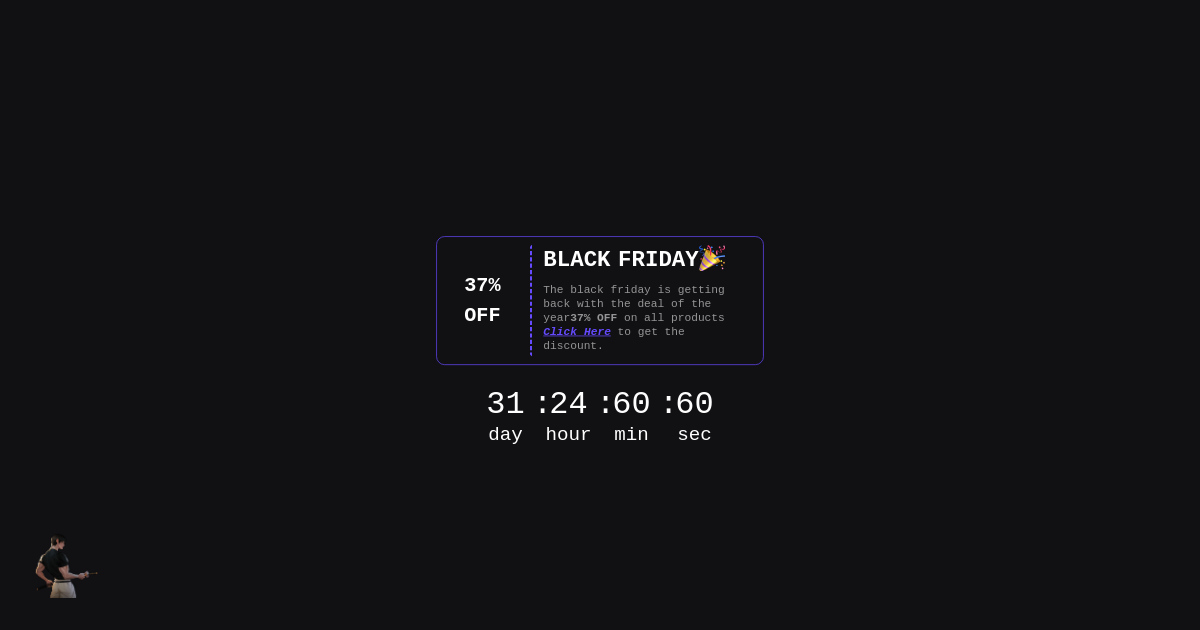 37%
OFF
BLACK FRIDAY🎉
The black friday is getting
back with the deal of the
year37% OFF on all products
Click Here to get the
discount.
31 :24 :60 :60
day hour min sec